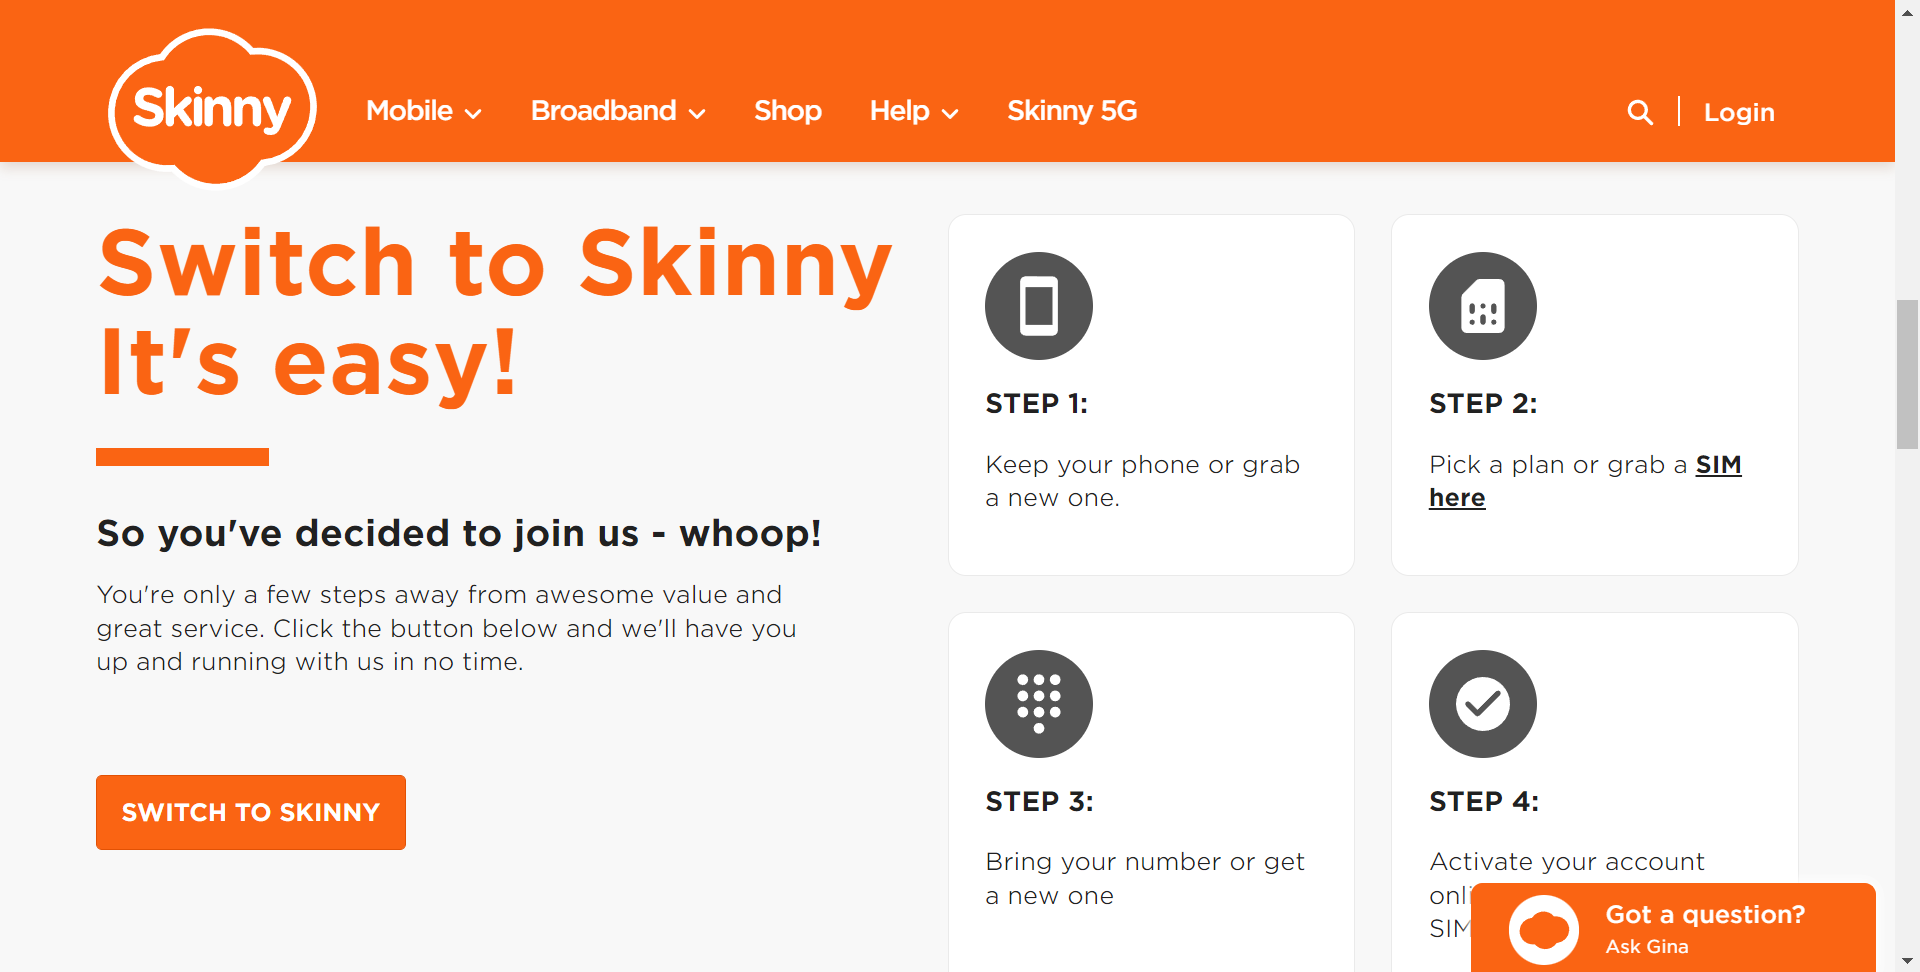 Skinny
Mobile
Broadband
Shop
Help
Skinny 5G
Login
Switch to Skinny
It's easy!
So you've decided to join us - whoop!
You're only a few steps away from awesome value and
great service. Click the button below and we'll have you
up and running with us in no time.
SWITCH TO SKINNY
STEP 1:
Keep your phone or grab
a new one.
STEP 2:
Pick a plan or grab a SIM
here
STEP 3:
Bring your number or get
a new one
STEP 4:
Activate your account
Got a question?
Ask Gina